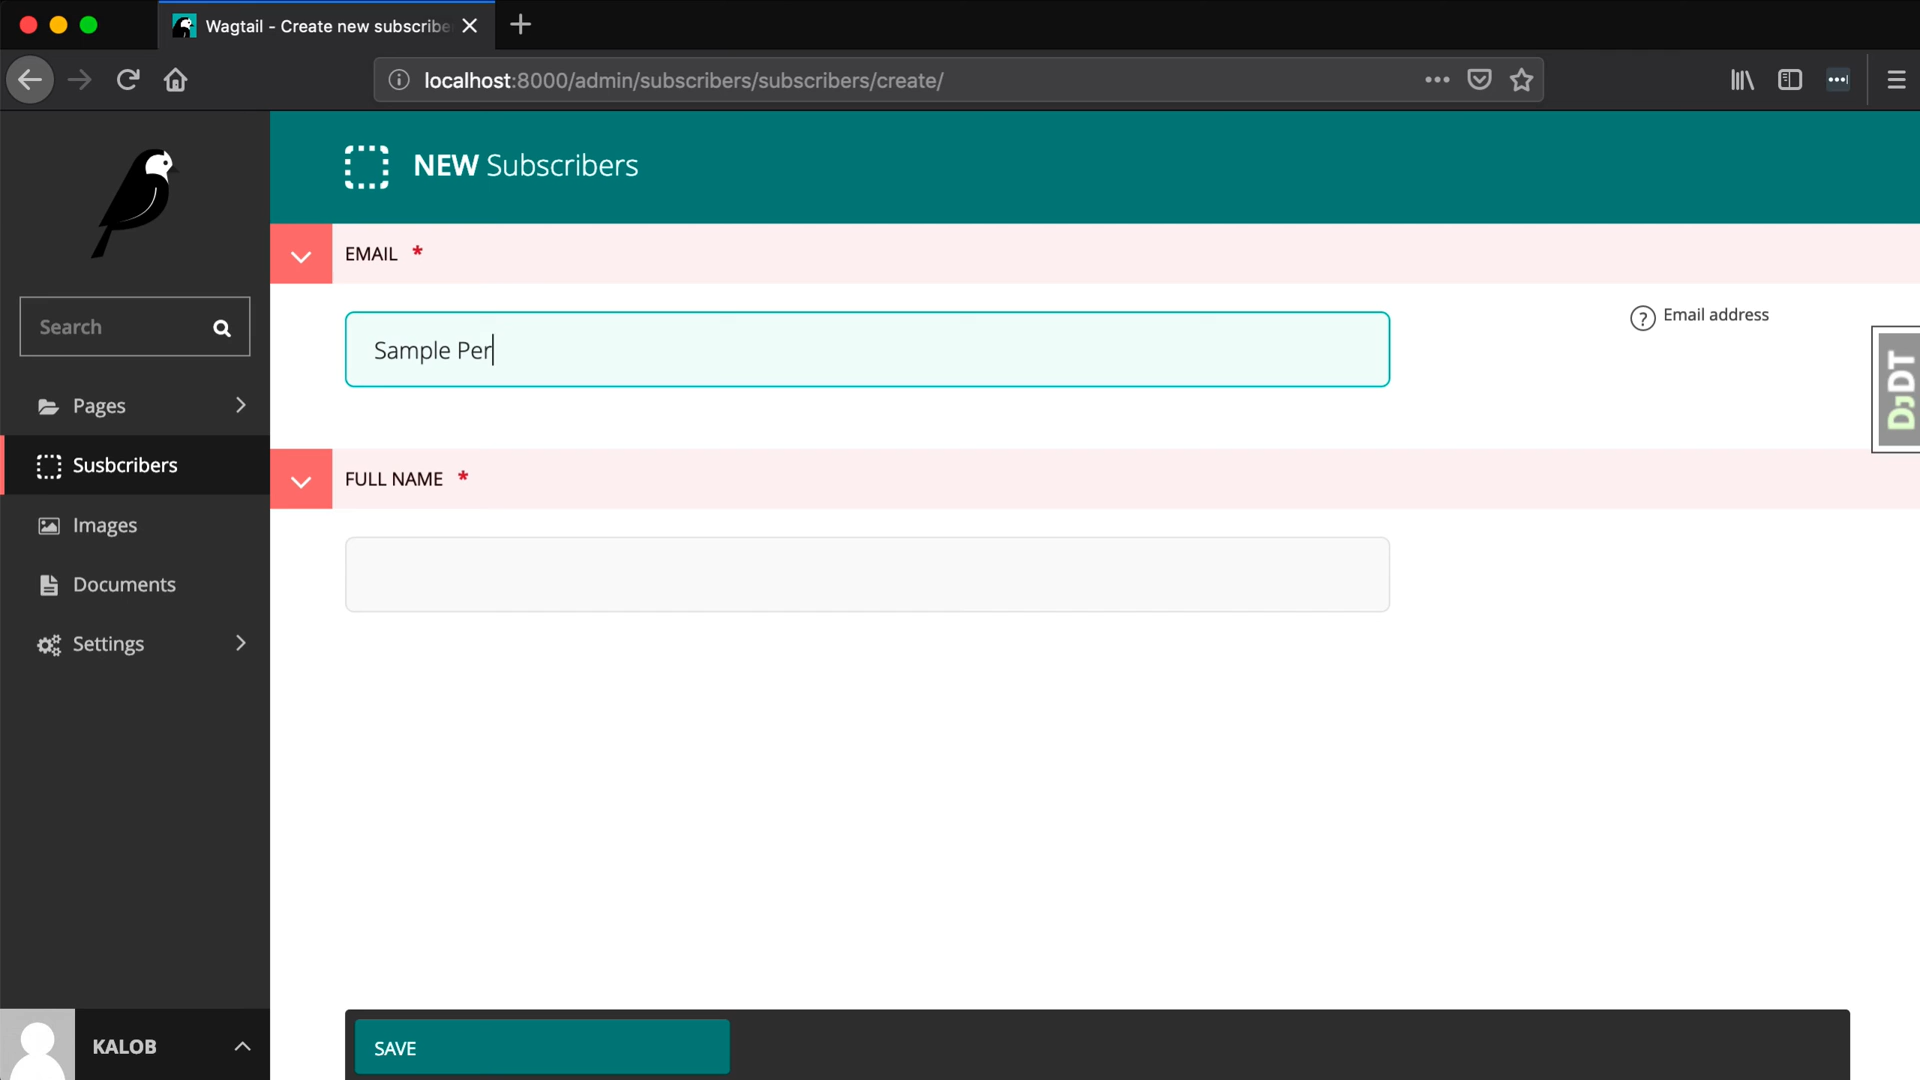 Wagtail - Create new subscribe
localhost:8000/admin/subscribers/subscribers/create/
NEW Subscribers
EMAIL *
Search
Sample Per
Email address
DjDT
Pages
Susbcribers
FULL NAME *
Images
Documents
Settings
KALOB
SAVE